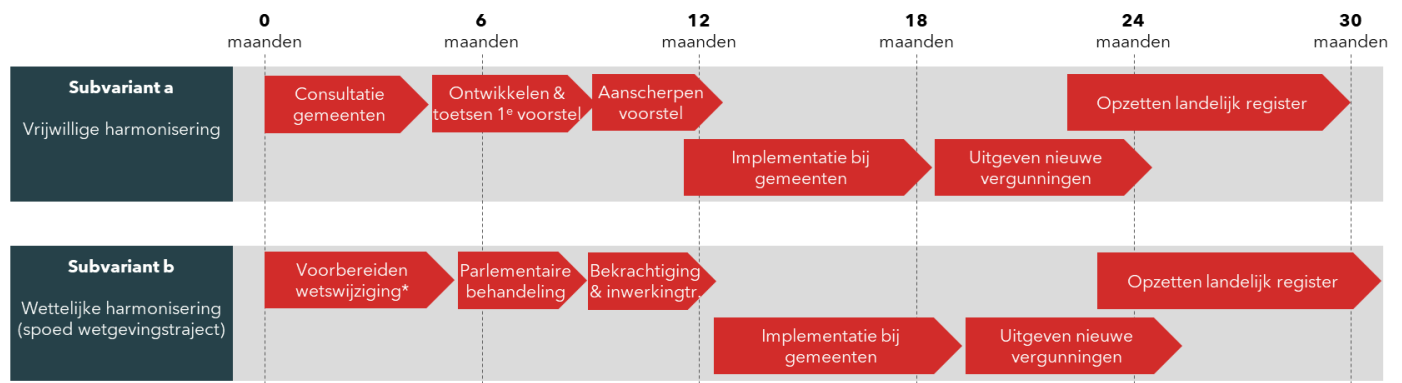 0
maanden
6
maanden
12
maanden
18
maanden
24
maanden
30
maanden
Subvariant a
Vrijwillige harmonisering
Consultatie
gemeenten
Ontwikkelen &
toetsen 1e voorstel
Aanscherpen
voorstel
Opzetten landelijk register
Implementatie bij
gemeenten
Uitgeven nieuwe
vergunningen
Subvariant b
Wettelijke harmonisering
(spoed wetgevingstraject)
Voorbereiden
wetswijziging*
Parlementaire
behandeling
Bekrachtiging
& inwerkingtr.
Opzetten landelijk register
Implementatie bij
gemeenten
Uitgeven nieuwe
vergunningen